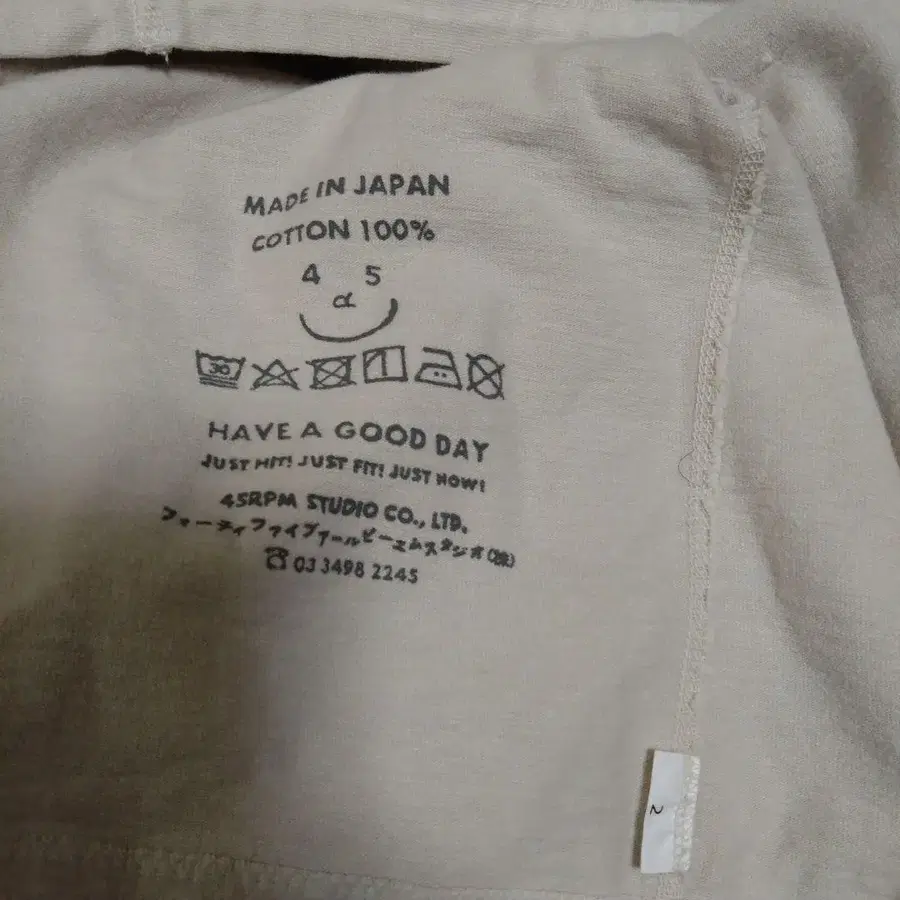 MADE IN JAPAN
COTTON 100%
4 5
α
30
HAVE A GOOD DAY
JUST HIT! JUST FIT! JUST NOW!
45RPM STUDIO CO., LTD.
フォーティファイブアールピーエムスタジオ(株)
☎ 03 3498 2245
2